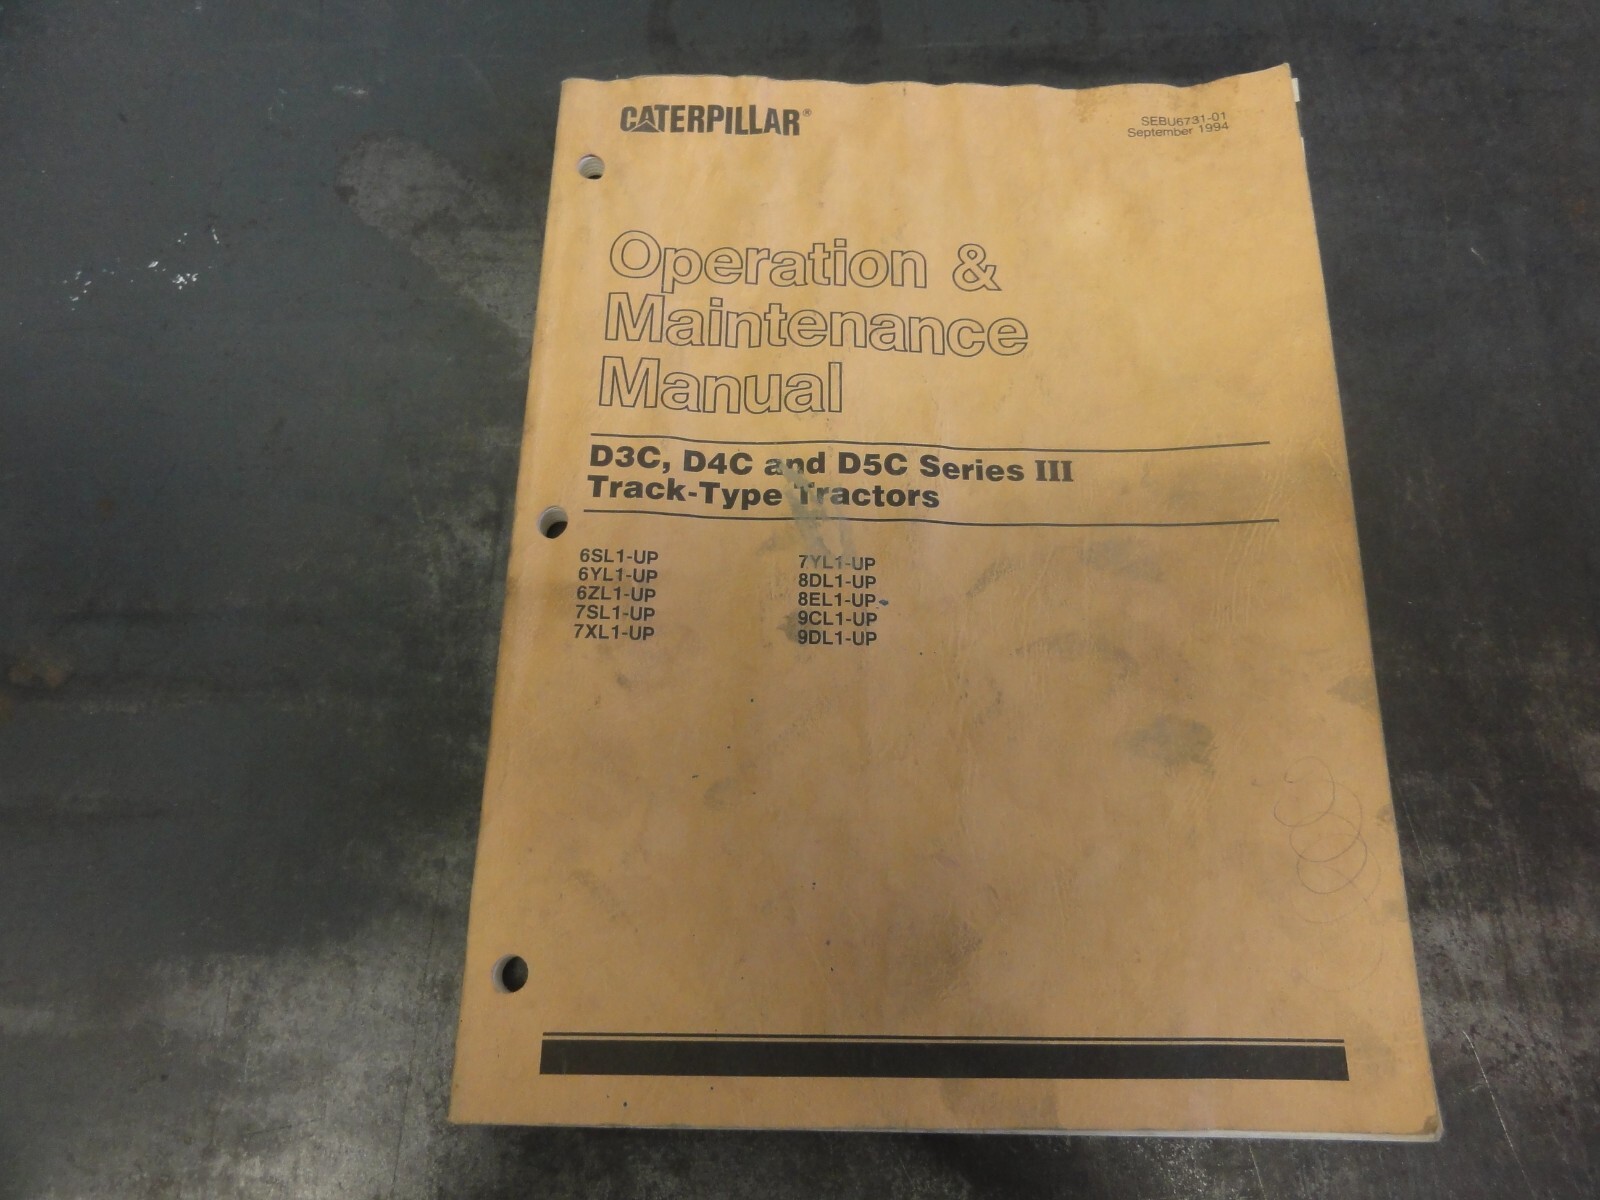 CATERPILLAR®
SEBU6731-01
September 1994
Operation &
Maintenance
Manual
D3C, D4C and D5C Series III
Track-Type Tractors
6SL1-UP
6YL1-UP
6ZL1-UP
7SL1-UP
7XL1-UP
7YL1-UP
8DL1-UP
8EL1-UP
9CL1-UP
9DL1-UP